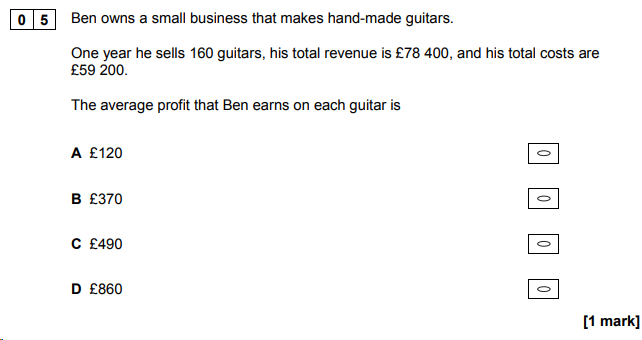 0 5 Ben owns a small business that makes hand-made guitars.
One year he sells 160 guitars, his total revenue is £78 400, and his total costs are
£59 200.
The average profit that Ben earns on each guitar is
A £120
B £370
C £490
D £860
[1 mark]